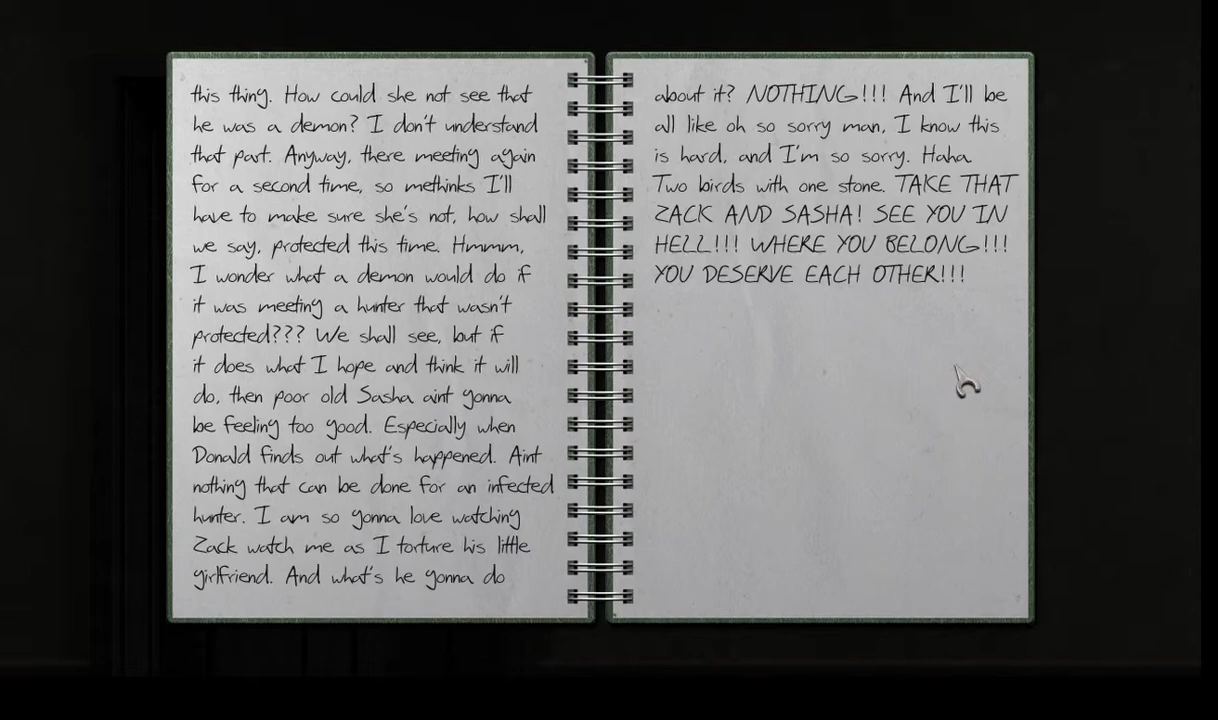 this thing. How could she not see that
he was a demon? I don't understand
that part. Anyway, there meeting again
for a second time, so methinks I'll
have to make sure she's not, how shall
we say, protected this time. Hmmm,
I wonder what a demon would do if
it was meeting a hunter that wasn't
protected??? We shall see, but if
it does what I hope and think it will
do, then poor old Sasha aint gonna
be feeling too good. Especially when
Donald finds out what's happened. Aint
nothing that can be done for an infected
hunter. I am so gonna love watching
Zack watch me as I torture his little
girlfriend. And what's he gonna do
about it? NOTHING!!! And I'll be
all like oh so sorry man, I know this
is hard, and I'm so sorry. Haha.
Two birds with one stone. TAKE THAT
ZACK AND SASHA! SEE YOU IN
HELL!!! WHERE YOU BELONG!!!
YOU DESERVE EACH OTHER!!!